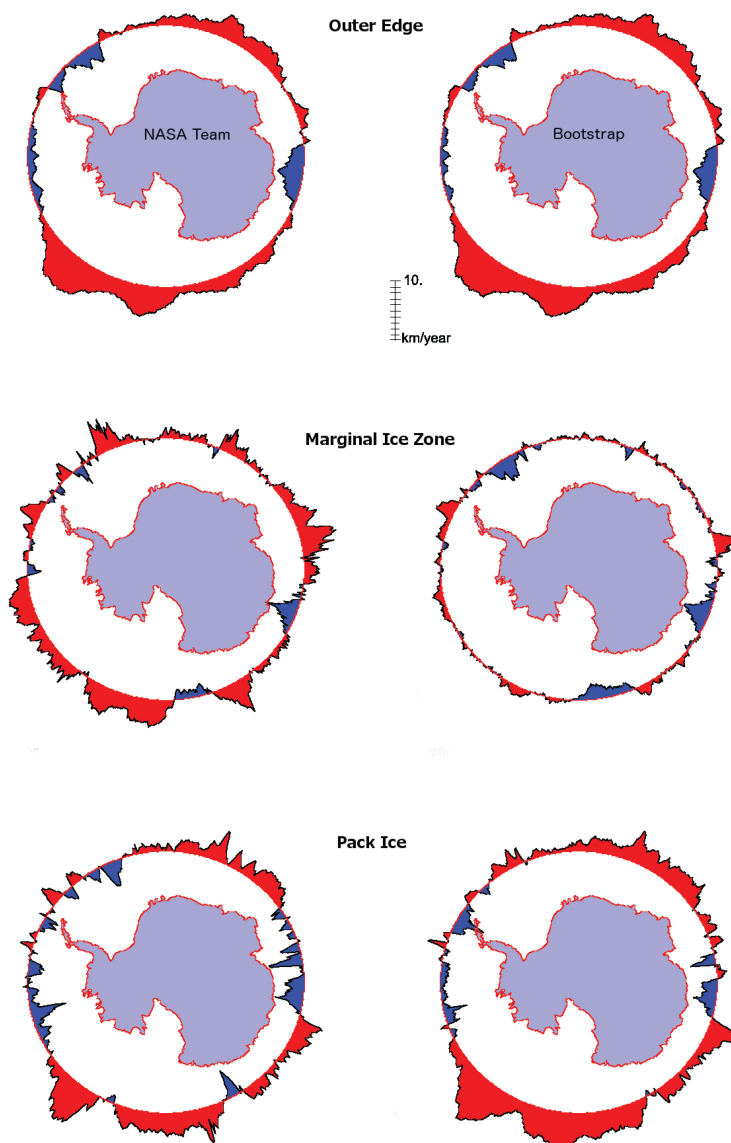 Outer Edge
NASA Team
Bootstrap
10.
km/year
Marginal Ice Zone
Pack Ice